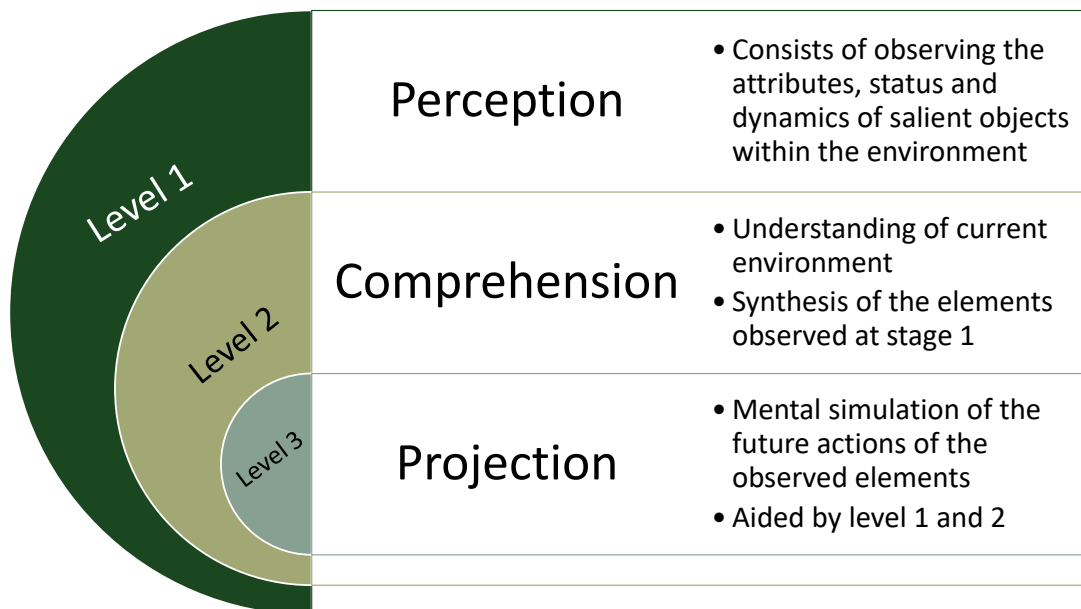 Level 1
Perception
• Consists of observing the
attributes, status and
dynamics of salient objects
within the environment
Level 2
Comprehension
• Understanding of current
environment
• Synthesis of the elements
observed at stage 1
Level 3
Projection
• Mental simulation of the
future actions of the
observed elements
• Aided by level 1 and 2